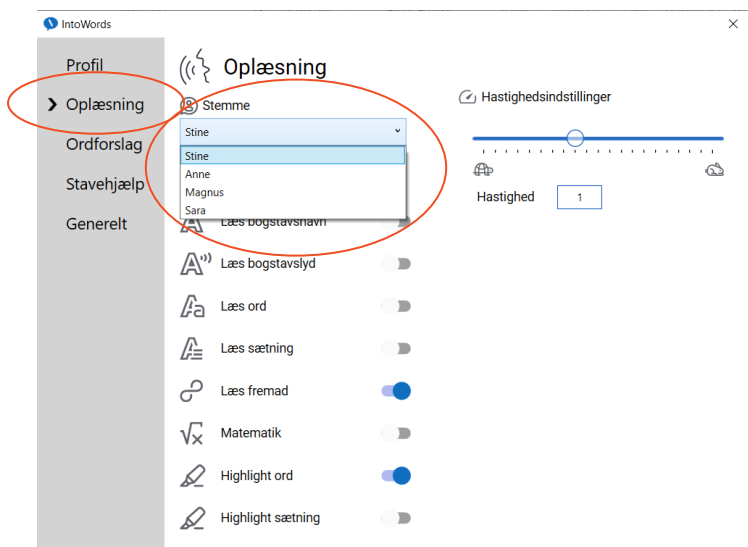 IntoWords
Profil
Oplæsning
Ordforslag
Stavehjælp
Generelt
Oplæsning
Stemme
Stine
Stine
Anne
Magnus
Sara
Læs bogstavsnavn
Læs bogstavslyd
Læs ord
Læs sætning
Læs fremad
Matematik
Highlight ord
Highlight sætning
Hastighedsindstillinger
Hastighed 1